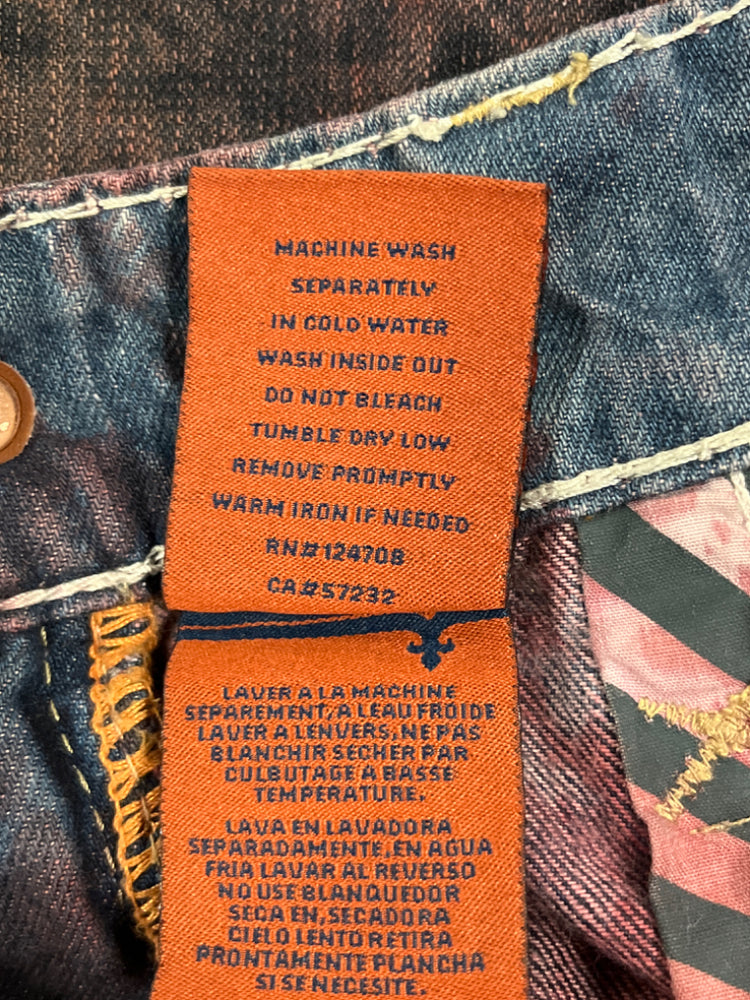 MACHINE WASH
SEPARATELY
IN COLD WATER
WASH INSIDE OUT
DO NOT BLEACH
TUMBLE DRY LOW
REMOVE PROMPTLY
WARM IRON IF NEEDED
RN#124708
CA#57232
LAVER A LA MACHINE
SEPAREMENT, A LEAU FROIDE
LAVER A LENVERS, NE PAS
BLANCHIR SECHER PAR
CULBUTAGE A BASSE
TEMPERATURE.
LAVA EN LAVADORA
SEPARADAMENTE, EN AGUA
FRIA LAVAR AL REVERSO
NO USE BLANQUEDOR
SECA EN, SECADORA
CIELO LENTO RETIRA
PRONTAMENTE PLANCHA
SI SE NECESITE.